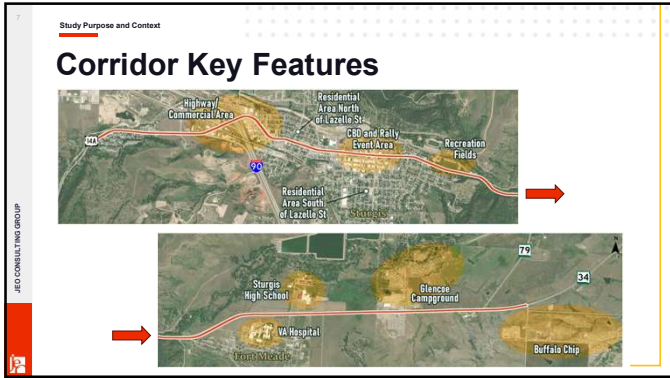 7
Study Purpose and Context
Corridor Key Features
Highway/
Commercial Area
Residential
Area North
of Lazelle St
CBD and Rally
Event Area
Recreation
Fields
14A
90
Residential
Area South
of Lazelle St
Sturgis
JEO CONSULTING GROUP
79
34
Sturgis
High School
Glencoe
Campground
VA Hospital
Fort Meade
Buffalo Chip